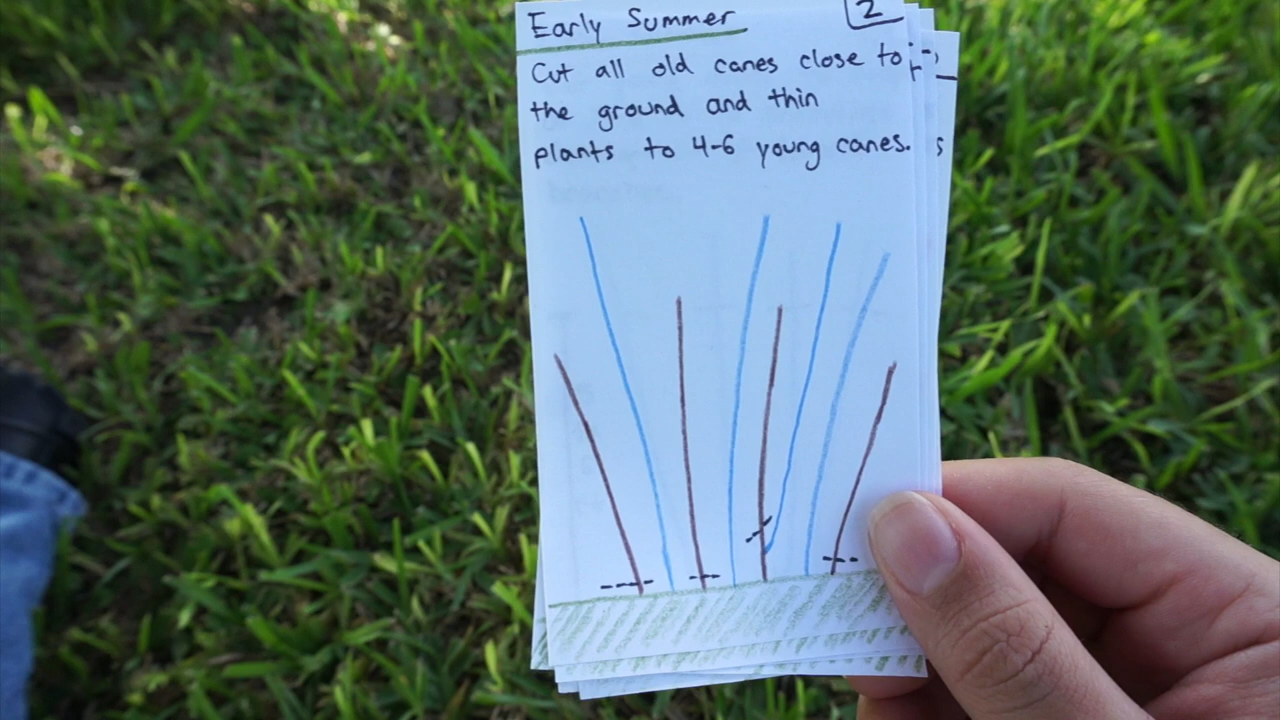 Early Summer 2
Cut all old canes close to
the ground and thin
plants to 4-6 young canes.
s